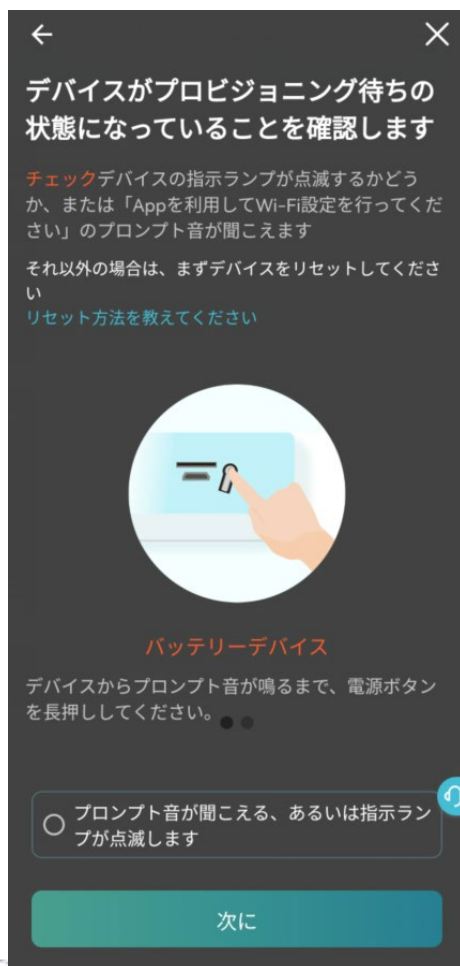 デバイスがプロビジョニング待ちの
状態になっていることを確認します
チェックデバイスの指示ランプが点滅するかどう
か、または「Appを利用してWi-Fi設定を行ってくだ
さい」のプロンプト音が聞こえます
それ以外の場合は、まずデバイスをリセットしてくださ
い
リセット方法を教えてください
バッテリーデバイス
デバイスからプロンプト音が鳴るまで、電源ボタン
を長押ししてください。
プロンプト音が聞こえる、あるいは指示ラン
プが点滅します
次に